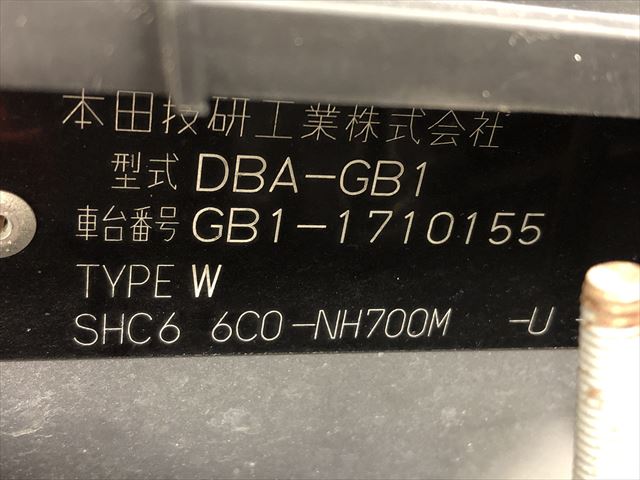 本田技研工業株式会社
型式 DBA-GB1
車台番号 GB1-1710155
TYPE W
SHC6 6C0-NH700M -U